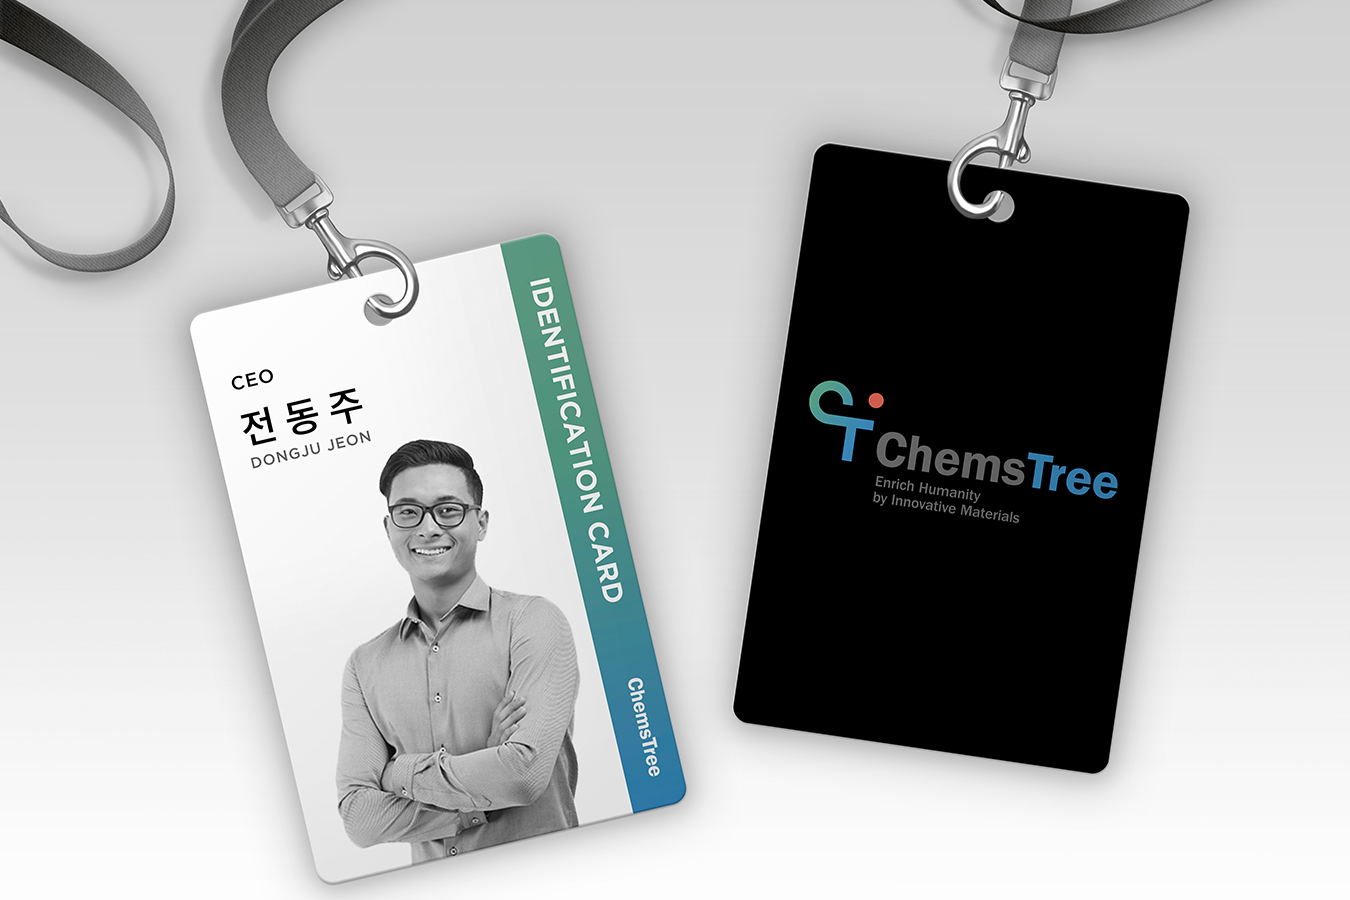 CEO
전동주
DONGJU JEON
IDENTIFICATION CARD
ChemsTree
ChemsTree
Enrich Humanity
by Innovative Materials